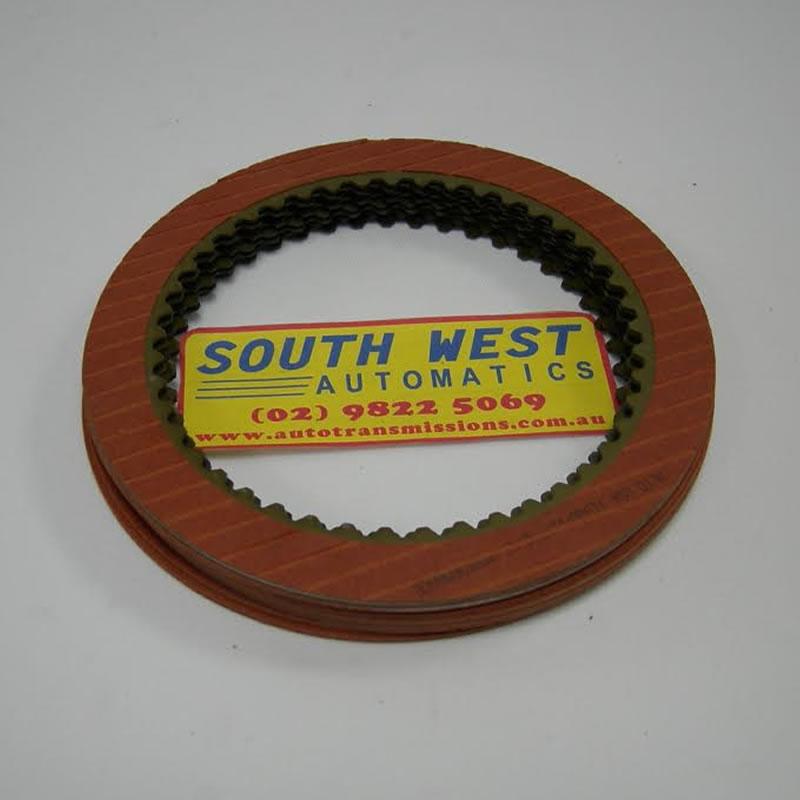 SOUTH WEST
AUTOMATICS
(02) 9822 5069
www.autotransmissions.com.au